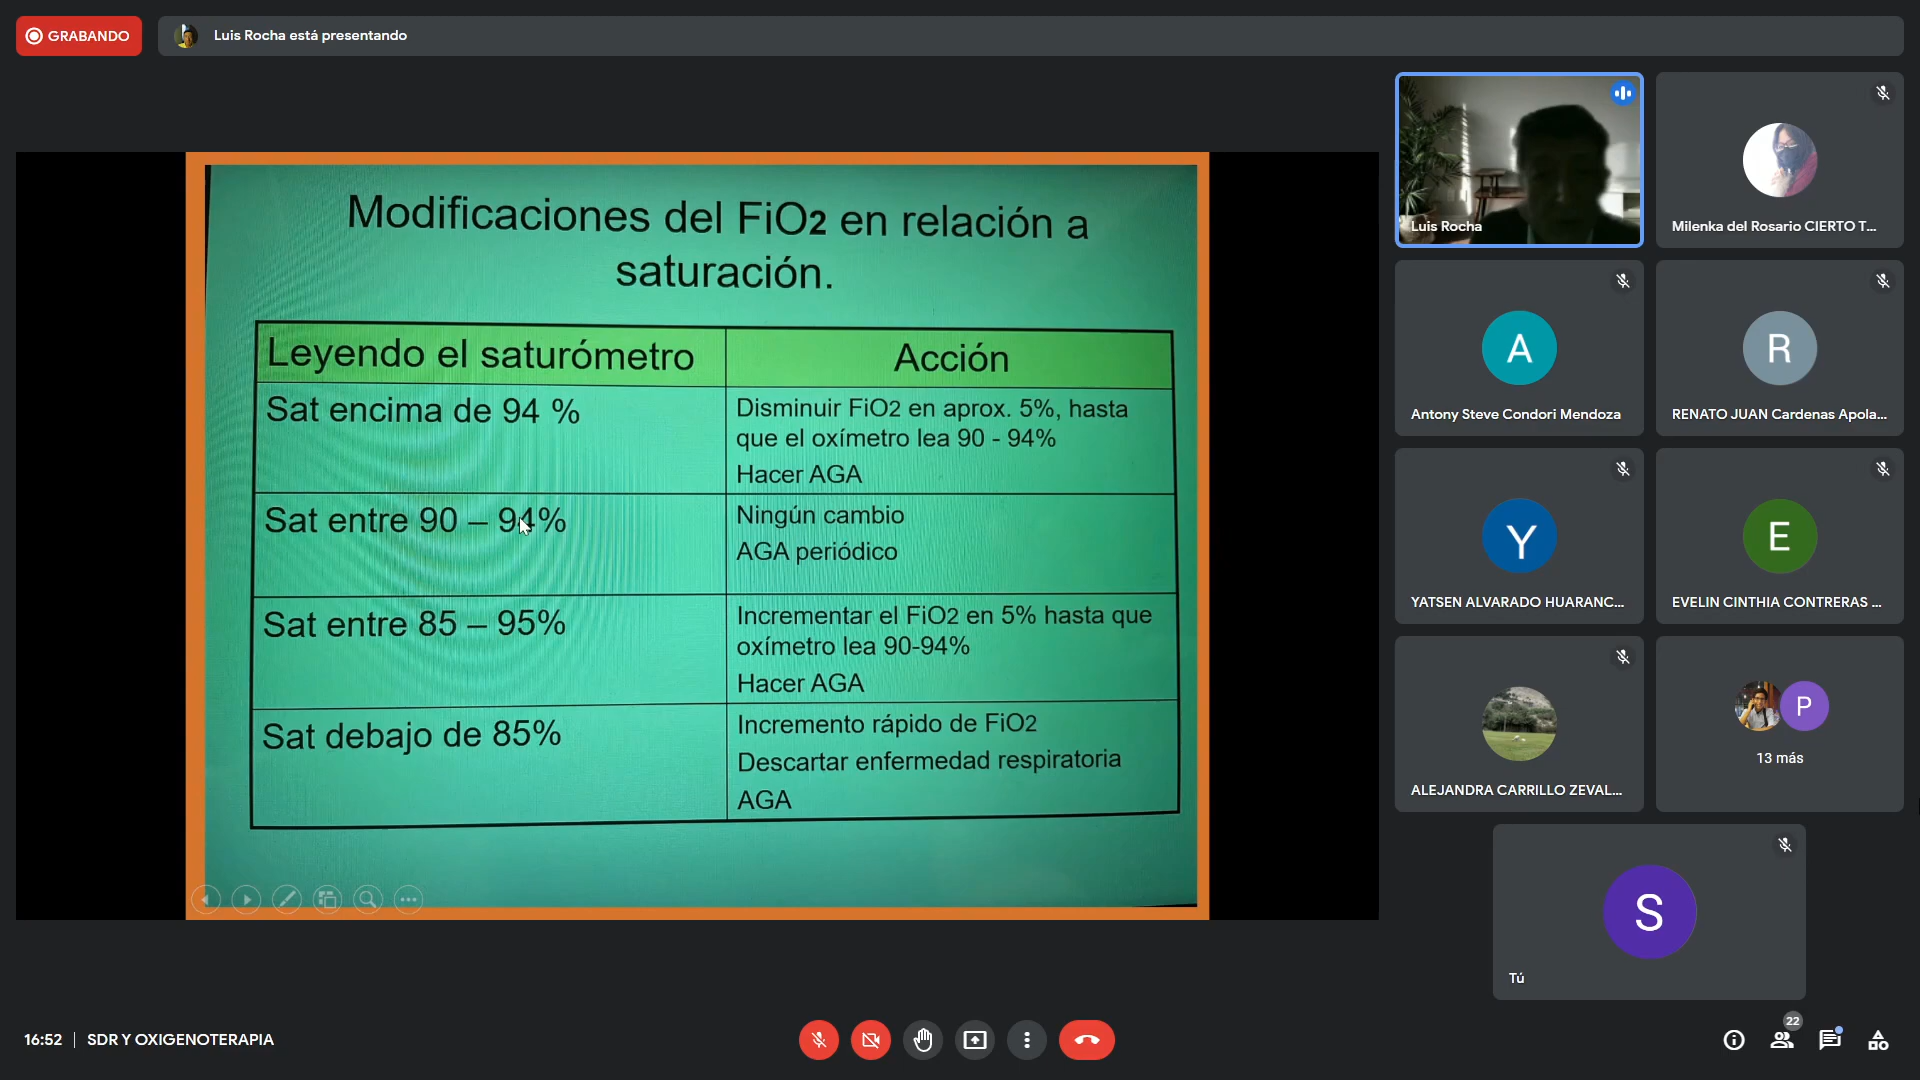 GRABANDO
Luis Rocha está presentando
Modificaciones del FiO2 en relación a
saturación.
Leyendo el saturómetro
Acción
Sat encima de 94 %
Disminuir FiO2 en aprox. 5%, hasta
que el oxímetro lea 90 - 94%
Hacer AGA
Sat entre 90 – 94%
Ningún cambio
AGA periódico
Sat entre 85 – 95%
Incrementar el FiO2 en 5% hasta que
oxímetro lea 90-94%
Hacer AGA
Sat debajo de 85%
Incremento rápido de FiO2
Descartar enfermedad respiratoria
AGA
Luis Rocha
Milenka del Rosario CIERTO T...
A
Antony Steve Condori Mendoza
R
RENATO JUAN Cardenas Apola...
Y
YATSEN ALVARADO HUARANC...
E
EVELIN CINTHIA CONTRERAS ...
ALEJANDRA CARRILLO ZEVAL...
P
13 más
S
Tú
16:52 | SDR Y OXIGENOTERAPIA
22